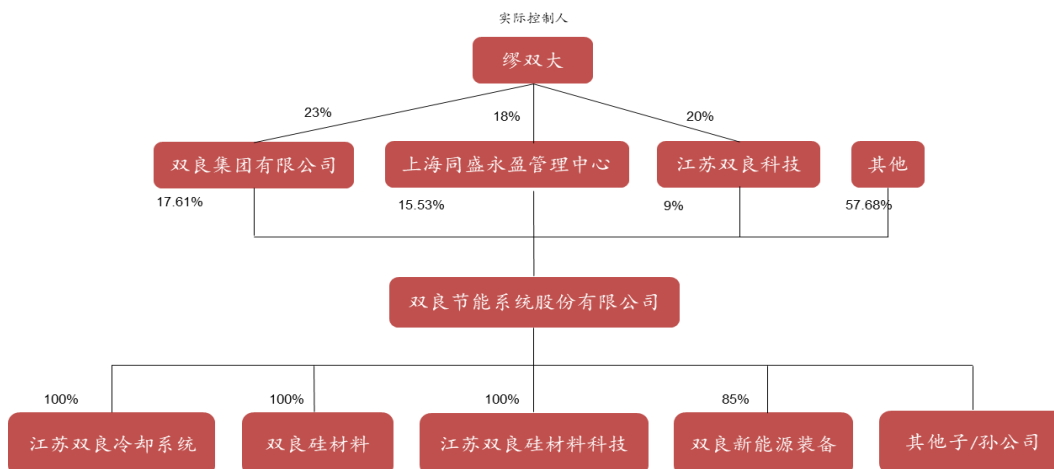 实际控制人
缪双大
23%
18%
20%
双良集团有限公司
上海同盛永盈管理中心
江苏双良科技
其他
17.61%
15.53%
9%
57.68%
双良节能系统股份有限公司
100%
100%
100%
85%
江苏双良冷却系统
双良硅材料
江苏双良硅材料科技
双良新能源装备
其他子/孙公司